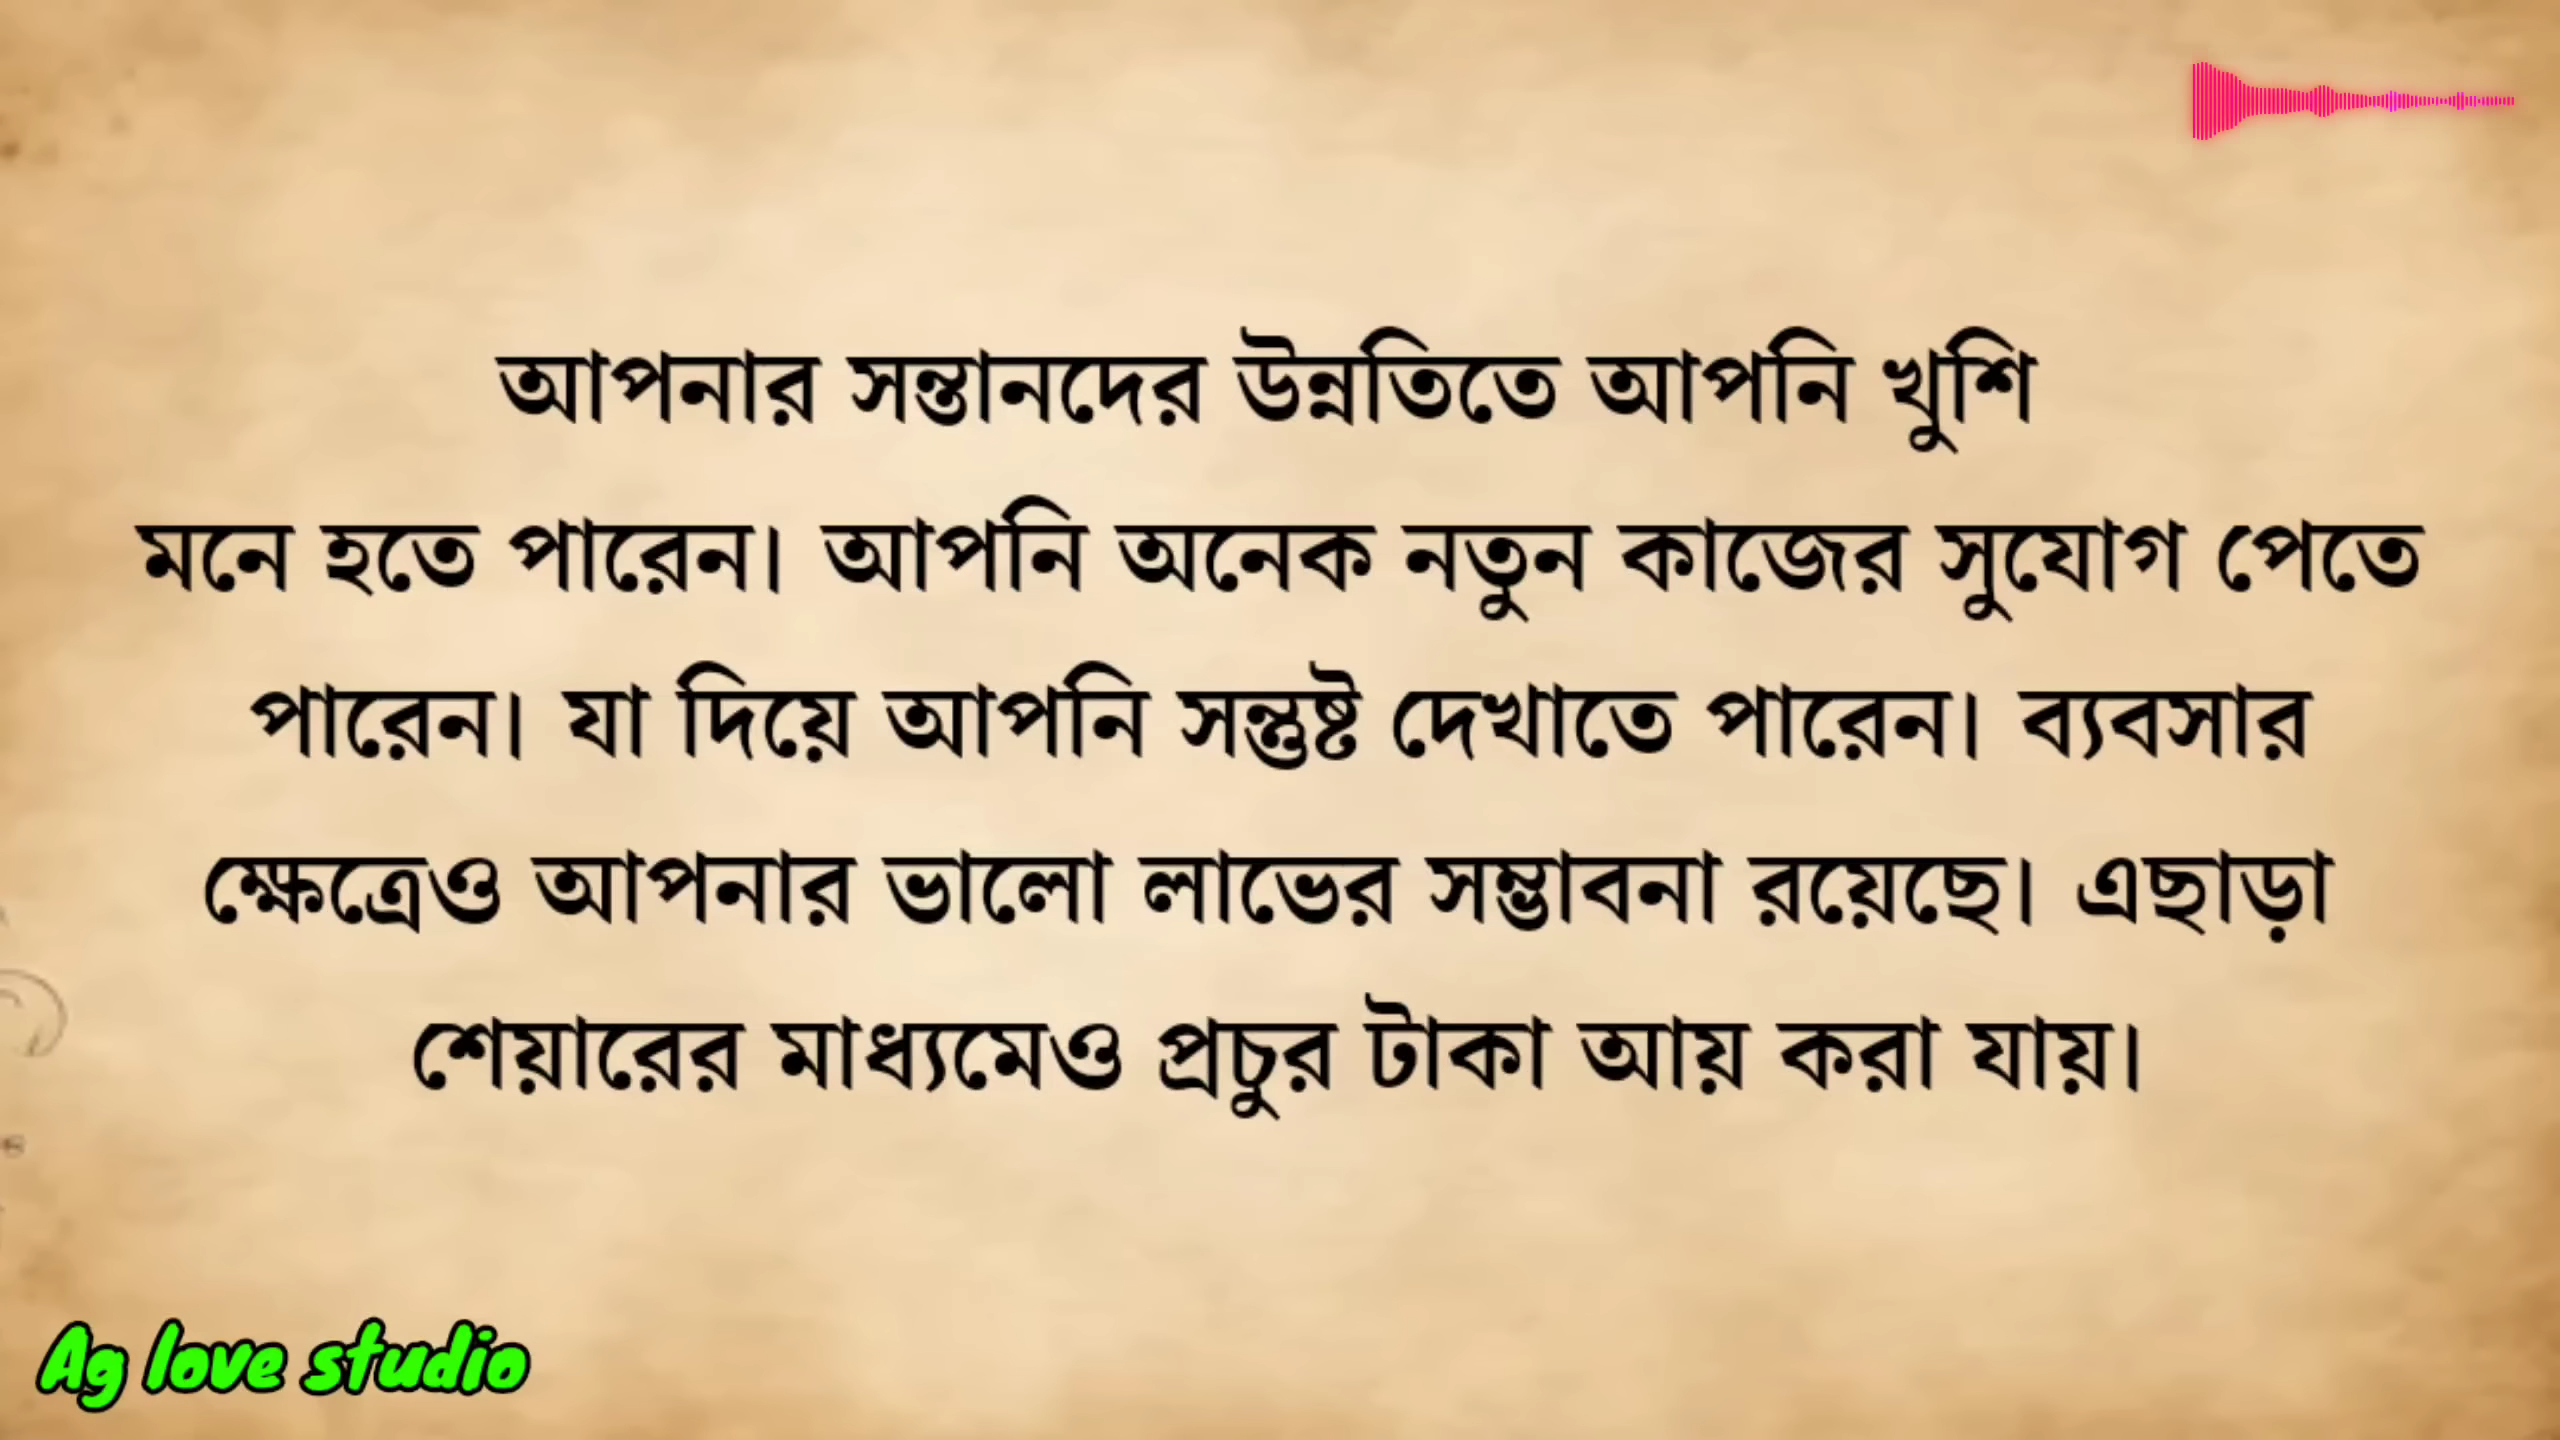 আপনার সন্তানদের উন্নতিতে আপনি খুশি
মনে হতে পারেন। আপনি অনেক নতুন কাজের সুযোগ পেতে
পারেন। যা দিয়ে আপনি সন্তুষ্ট দেখাতে পারেন। ব্যবসার
ক্ষেত্রেও আপনার ভালো লাভের সম্ভাবনা রয়েছে। এছাড়া
শেয়ারের মাধ্যমেও প্রচুর টাকা আয় করা যায়।
Ag love studio